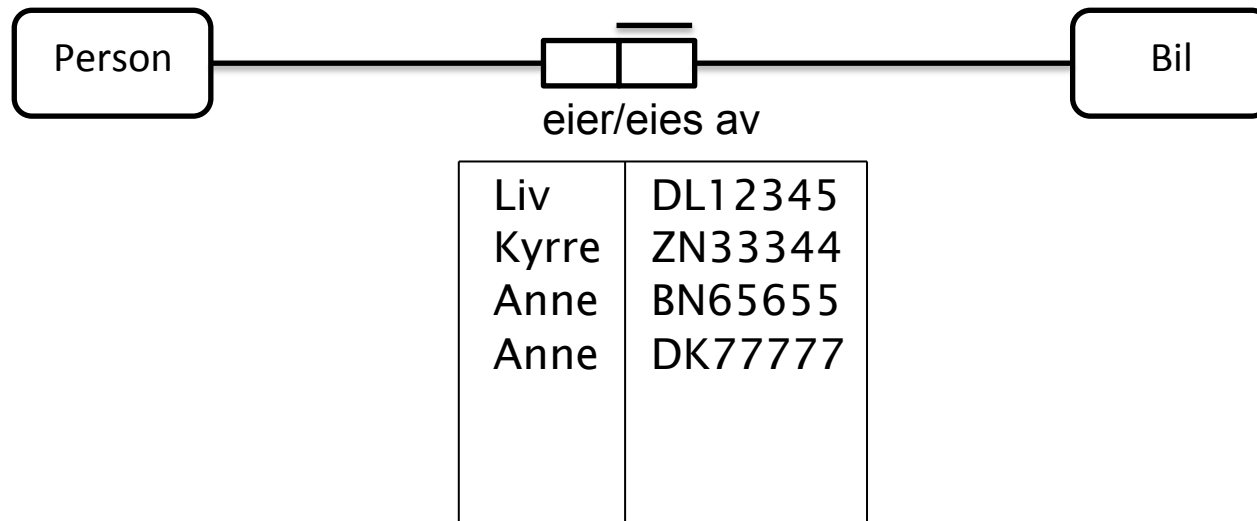 Person Bil
eier/eies av
Liv DL12345
Kyrre ZN33344
Anne BN65655
Anne DK77777